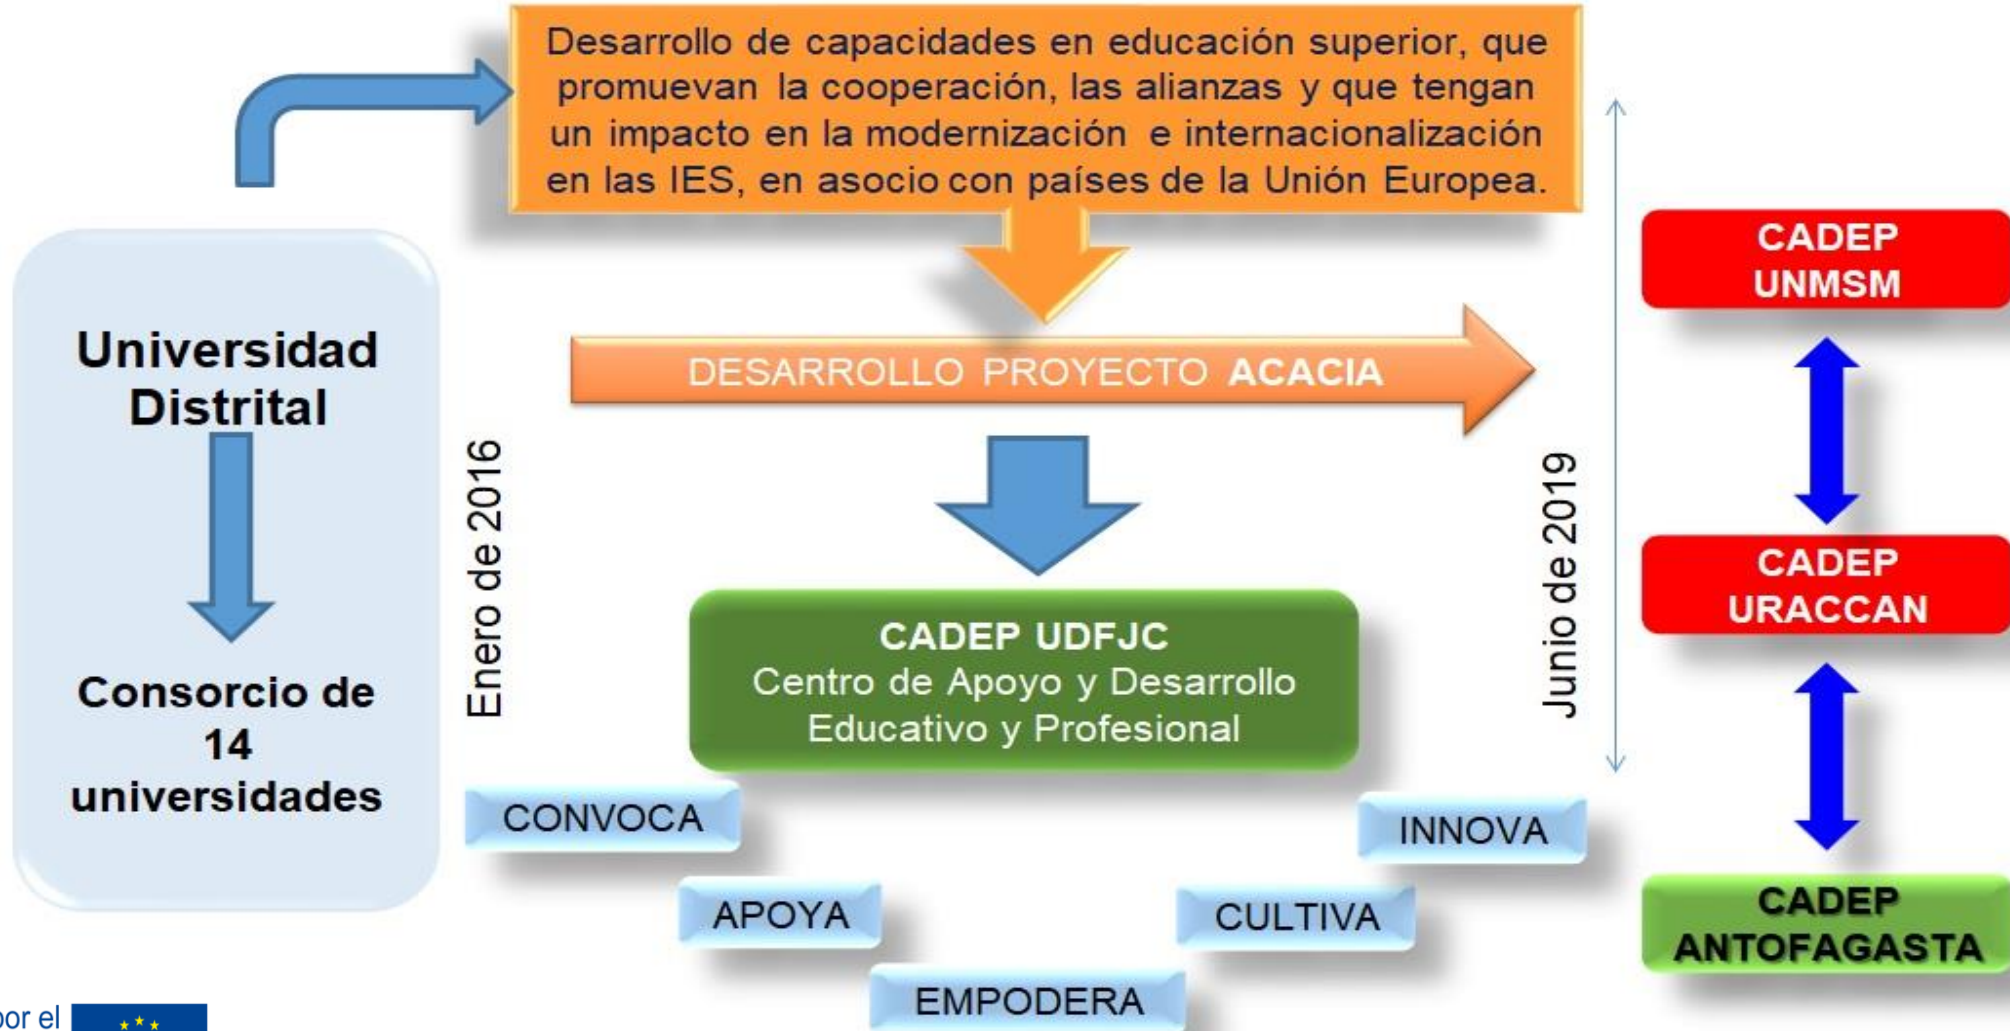 Desarrollo de capacidades en educación superior, que
promuevan la cooperación, las alianzas y que tengan
un impacto en la modernización e internacionalización
en las IES, en asocio con países de la Unión Europea.
Universidad
Distrital
Consorcio de
14
universidades
Enero de 2016
DESARROLLO PROYECTO ACACIA
Junio de 2019
CADEP UDFJC
Centro de Apoyo y Desarrollo
Educativo y Profesional
CONVOCA
APOYA
EMPODERA
CULTIVA
INNOVA
CADEP
UNMSM
CADEP
URACCAN
CADEP
ANTOFAGASTA
por el